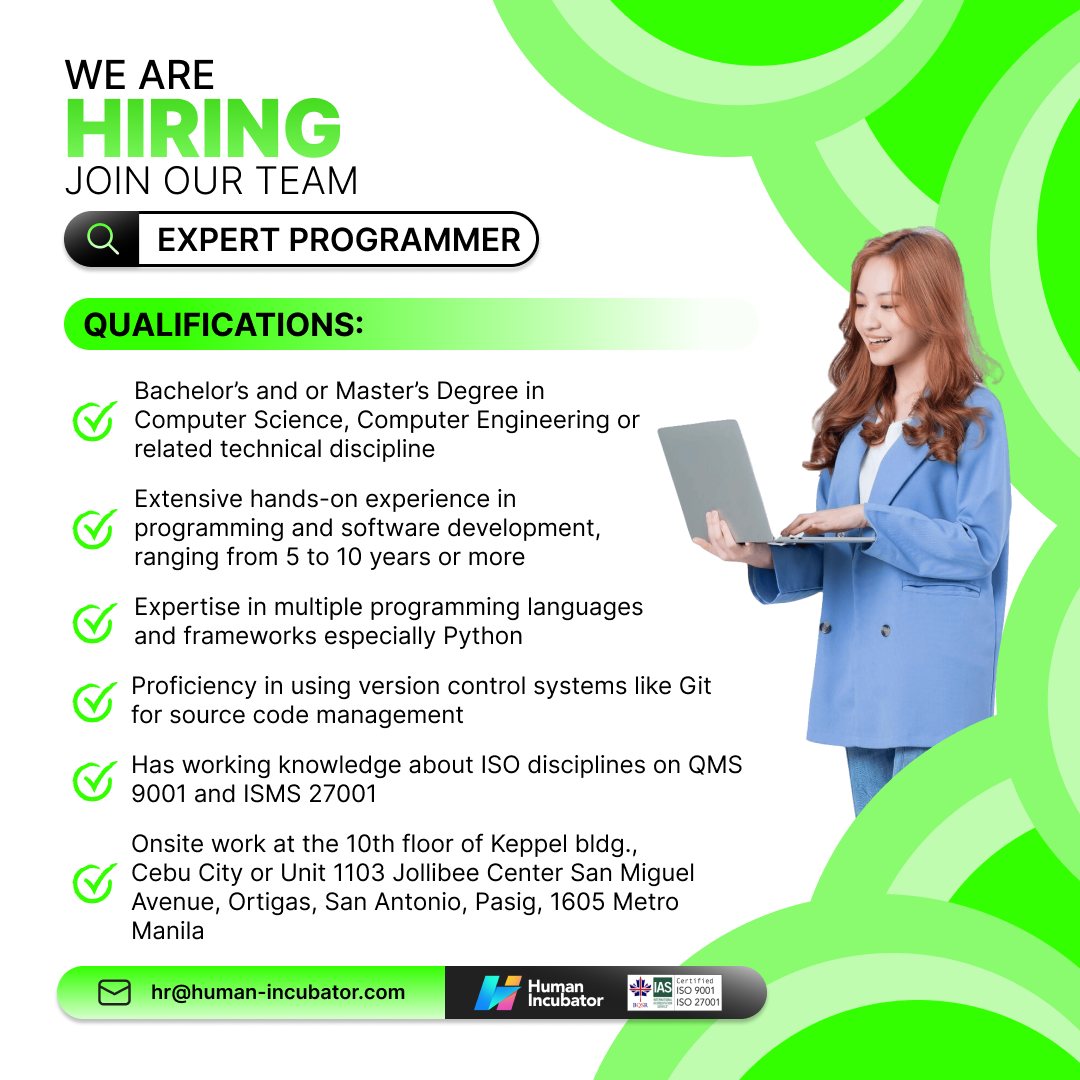 WE ARE
HIRING
JOIN OUR TEAM
EXPERT PROGRAMMER
QUALIFICATIONS:
Bachelor’s and or Master’s Degree in
Computer Science, Computer Engineering or
related technical discipline
Extensive hands-on experience in
programming and software development,
ranging from 5 to 10 years or more
Expertise in multiple programming languages
and frameworks especially Python
Proficiency in using version control systems like Git
for source code management
Has working knowledge about ISO disciplines on QMS
9001 and ISMS 27001
Onsite work at the 10th floor of Keppel bldg.,
Cebu City or Unit 1103 Jollibee Center San Miguel
Avenue, Ortigas, San Antonio, Pasig, 1605 Metro
Manila
hr@human-incubator.com
Human
Incubator
IAS
Certified
ISO 9001
ISO 27001